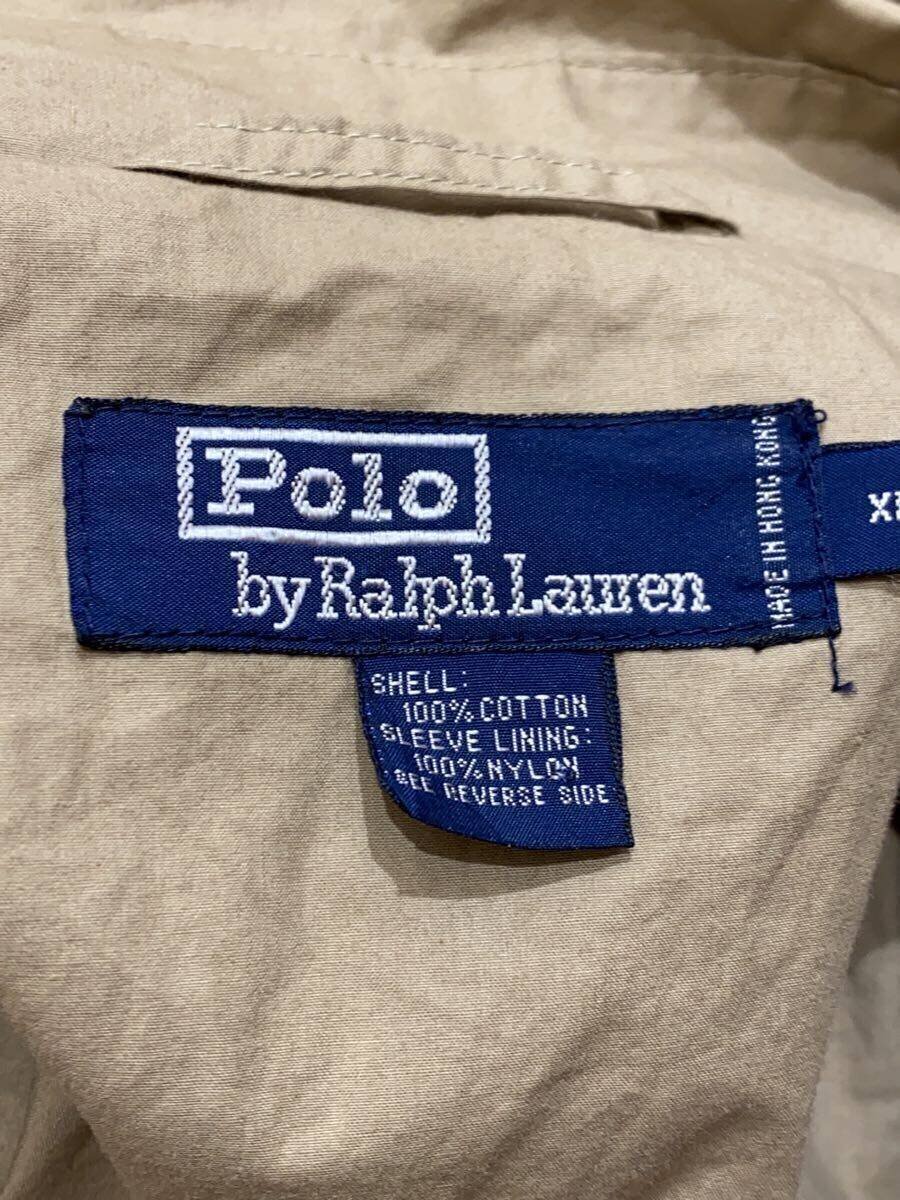 Polo
by Ralph Lauren
MADE IN HONG KONG
SHELL:
100% COTTON
SLEEVE LINING:
100% NYLON
SEE REVERSE SIDE